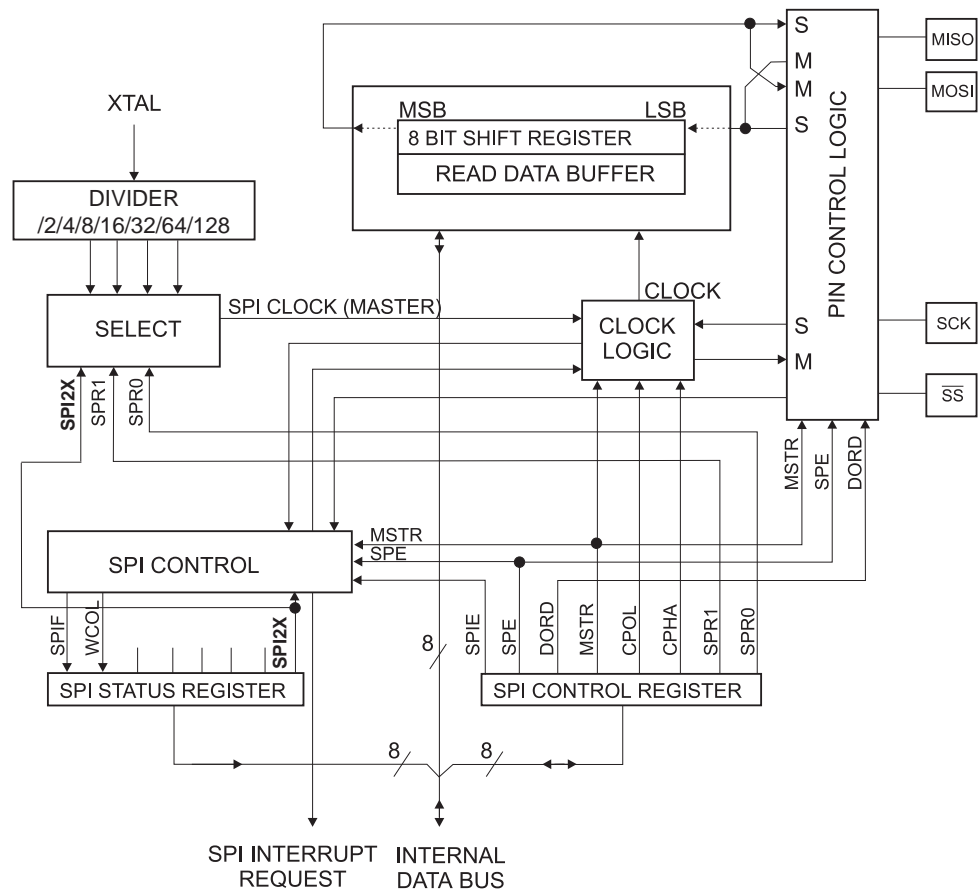 S
MISO
M
M
MOSI
S
PIN CONTROL LOGIC
MSB
LSB
8 BIT SHIFT REGISTER
READ DATA BUFFER
XTAL
DIVIDER
/2/4/8/16/32/64/128
SPI CLOCK (MASTER)
CLOCK
SELECT
CLOCK
LOGIC
S
M
SCK
SS
SPI2X
SPR1
SPR0
MSTR
SPE
DORD
MSTR
SPE
SPI CONTROL
SPIF
WCOL
SPI2X
8
SPIE
SPE
DORD
MSTR
CPOL
CPHA
SPR1
SPR0
SPI STATUS REGISTER
SPI CONTROL REGISTER
8
8
SPI INTERRUPT
REQUEST
INTERNAL
DATA BUS